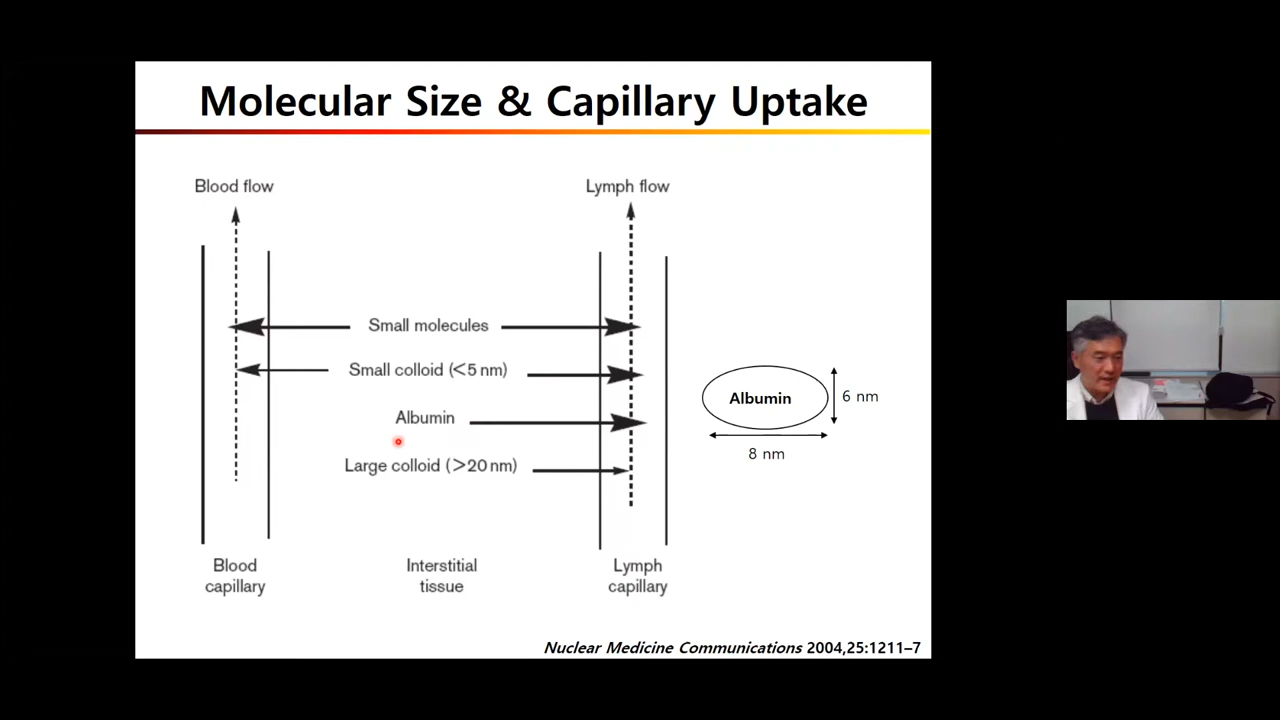 Molecular Size & Capillary Uptake
Blood flow
Lymph flow
Small molecules
Small colloid (<5 nm)
Albumin
Large colloid (>20 nm)
Albumin
6 nm
8 nm
Blood
capillary
Interstitial
tissue
Lymph
capillary
Nuclear Medicine Communications 2004,25:1211–7